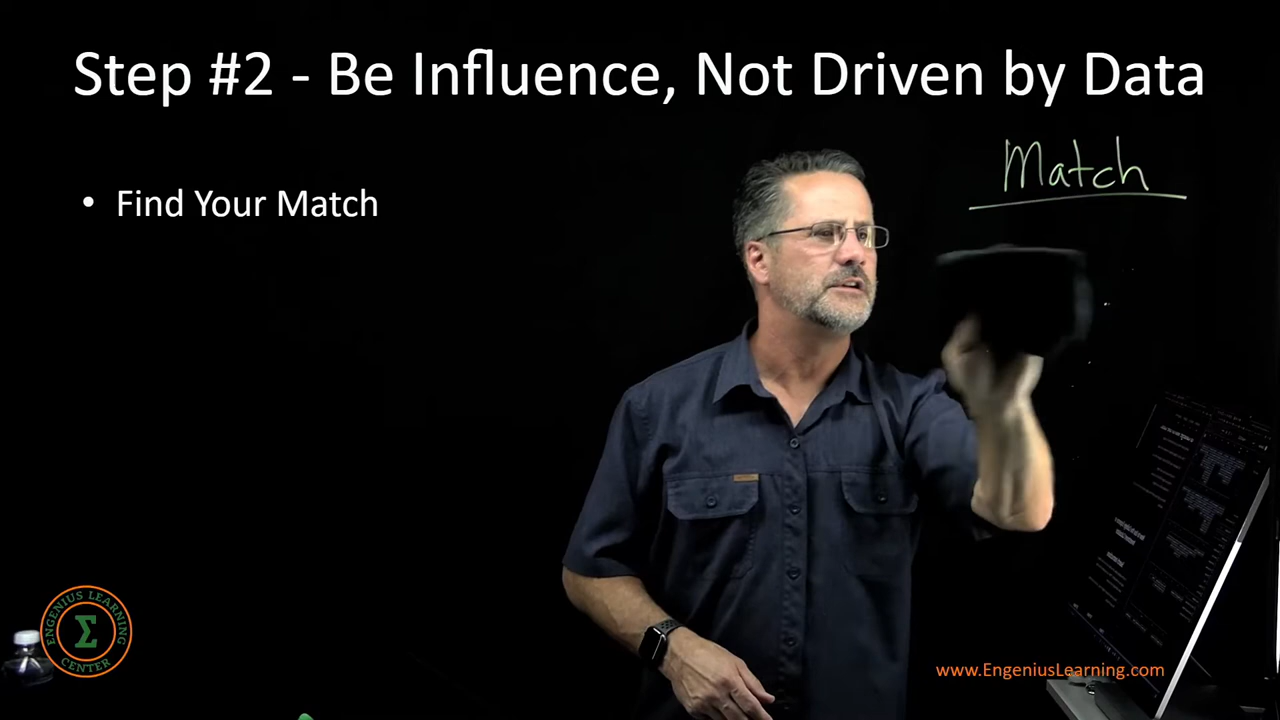 Step #2 - Be Influence, Not Driven by Data
Match
• Find Your Match
ENGENIUS LEARNING CENTER
Σ
www.EngeniusLearning.com